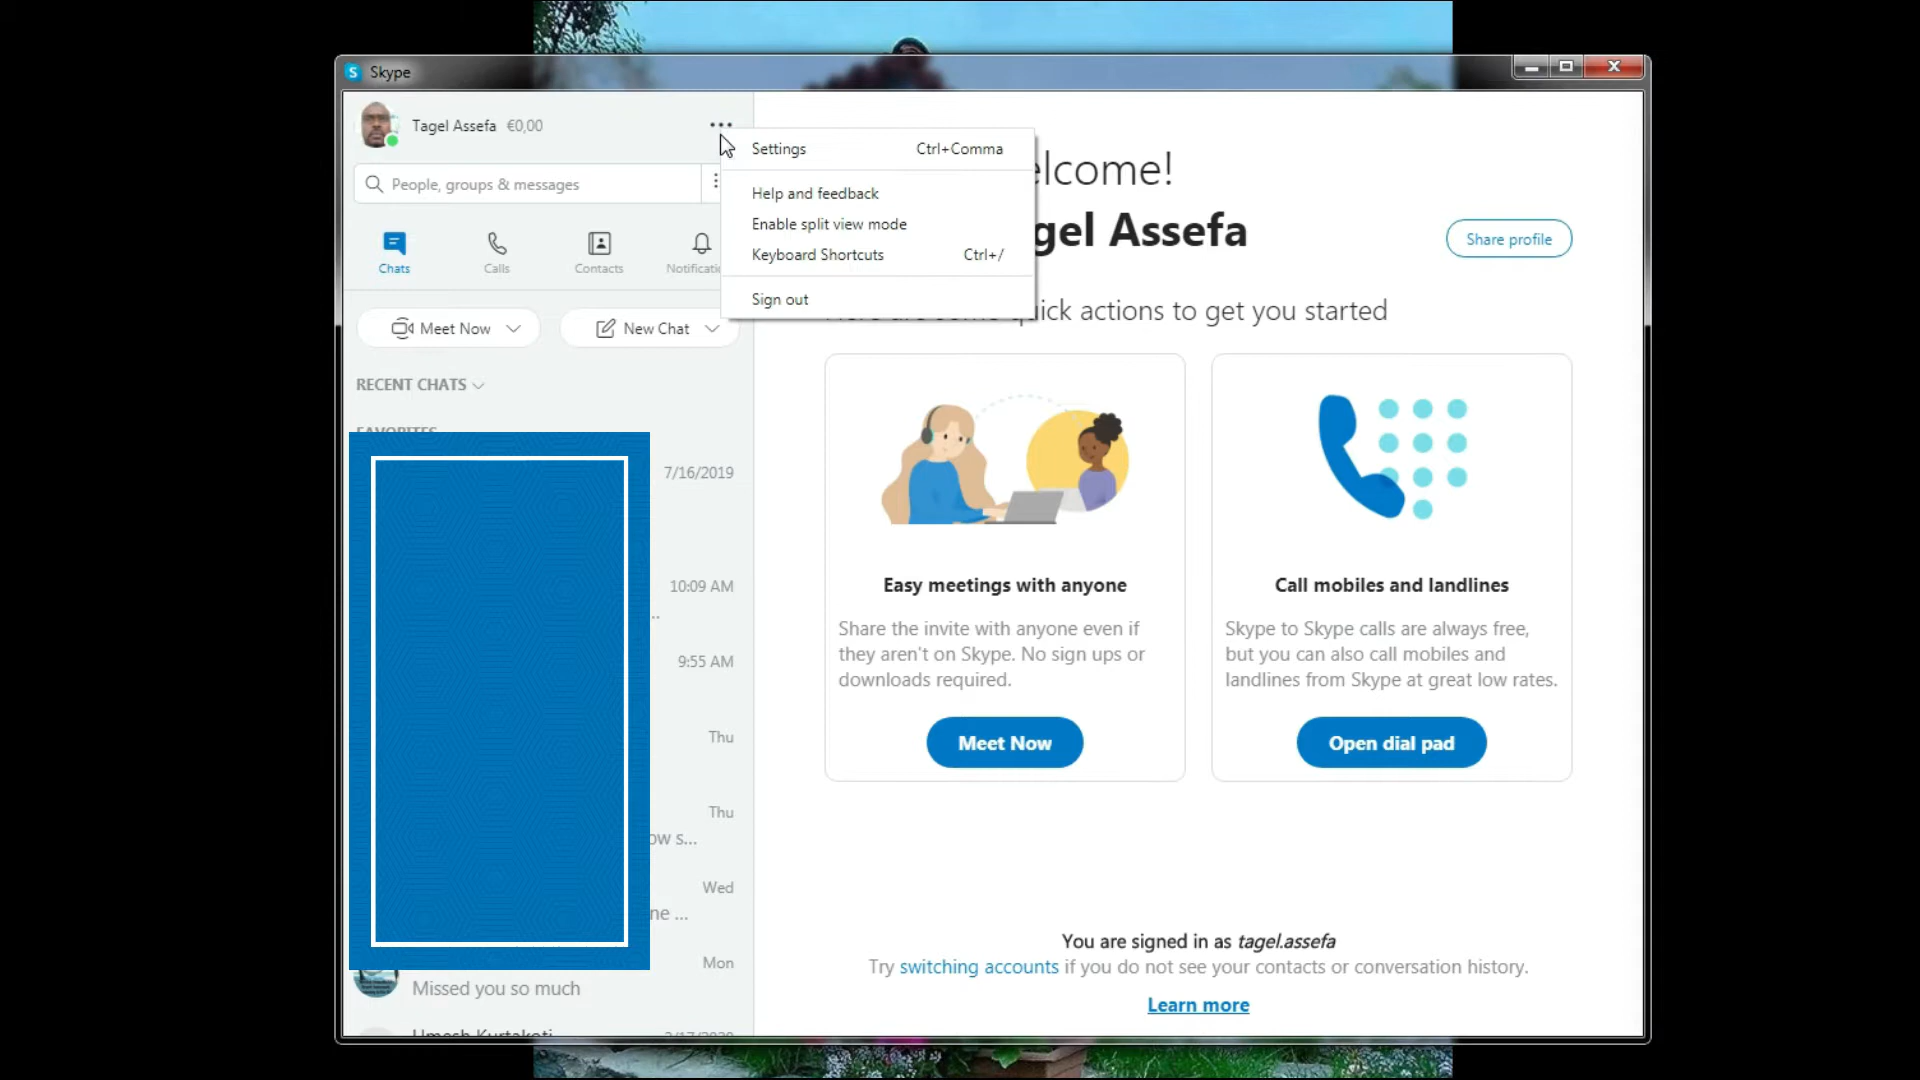 Skype
Tagel Assefa €0,00
People, groups & messages
Chats
Calls
Contacts
Settings Ctrl+Comma
Help and feedback
Enable split view mode
Keyboard Shortcuts Ctrl+/
Sign out
Meet Now
New Chat
RECENT CHATS
FAVORITES
7/16/2019
10:09 AM
...
9:55 AM
Thu
Thu
s...
Wed
...
Mon
Missed you so much
Umesh Kurtakoti
Assefa
Share profile
actions to get you started
Easy meetings with anyone
Share the invite with anyone even if
they aren't on Skype. No sign ups or
downloads required.
Meet Now
Call mobiles and landlines
Skype to Skype calls are always free,
but you can also call mobiles and
landlines from Skype at great low rates.
Open dial pad
You are signed in as tagel.assefa
Try switching accounts if you do not see your contacts or conversation history.
Learn more